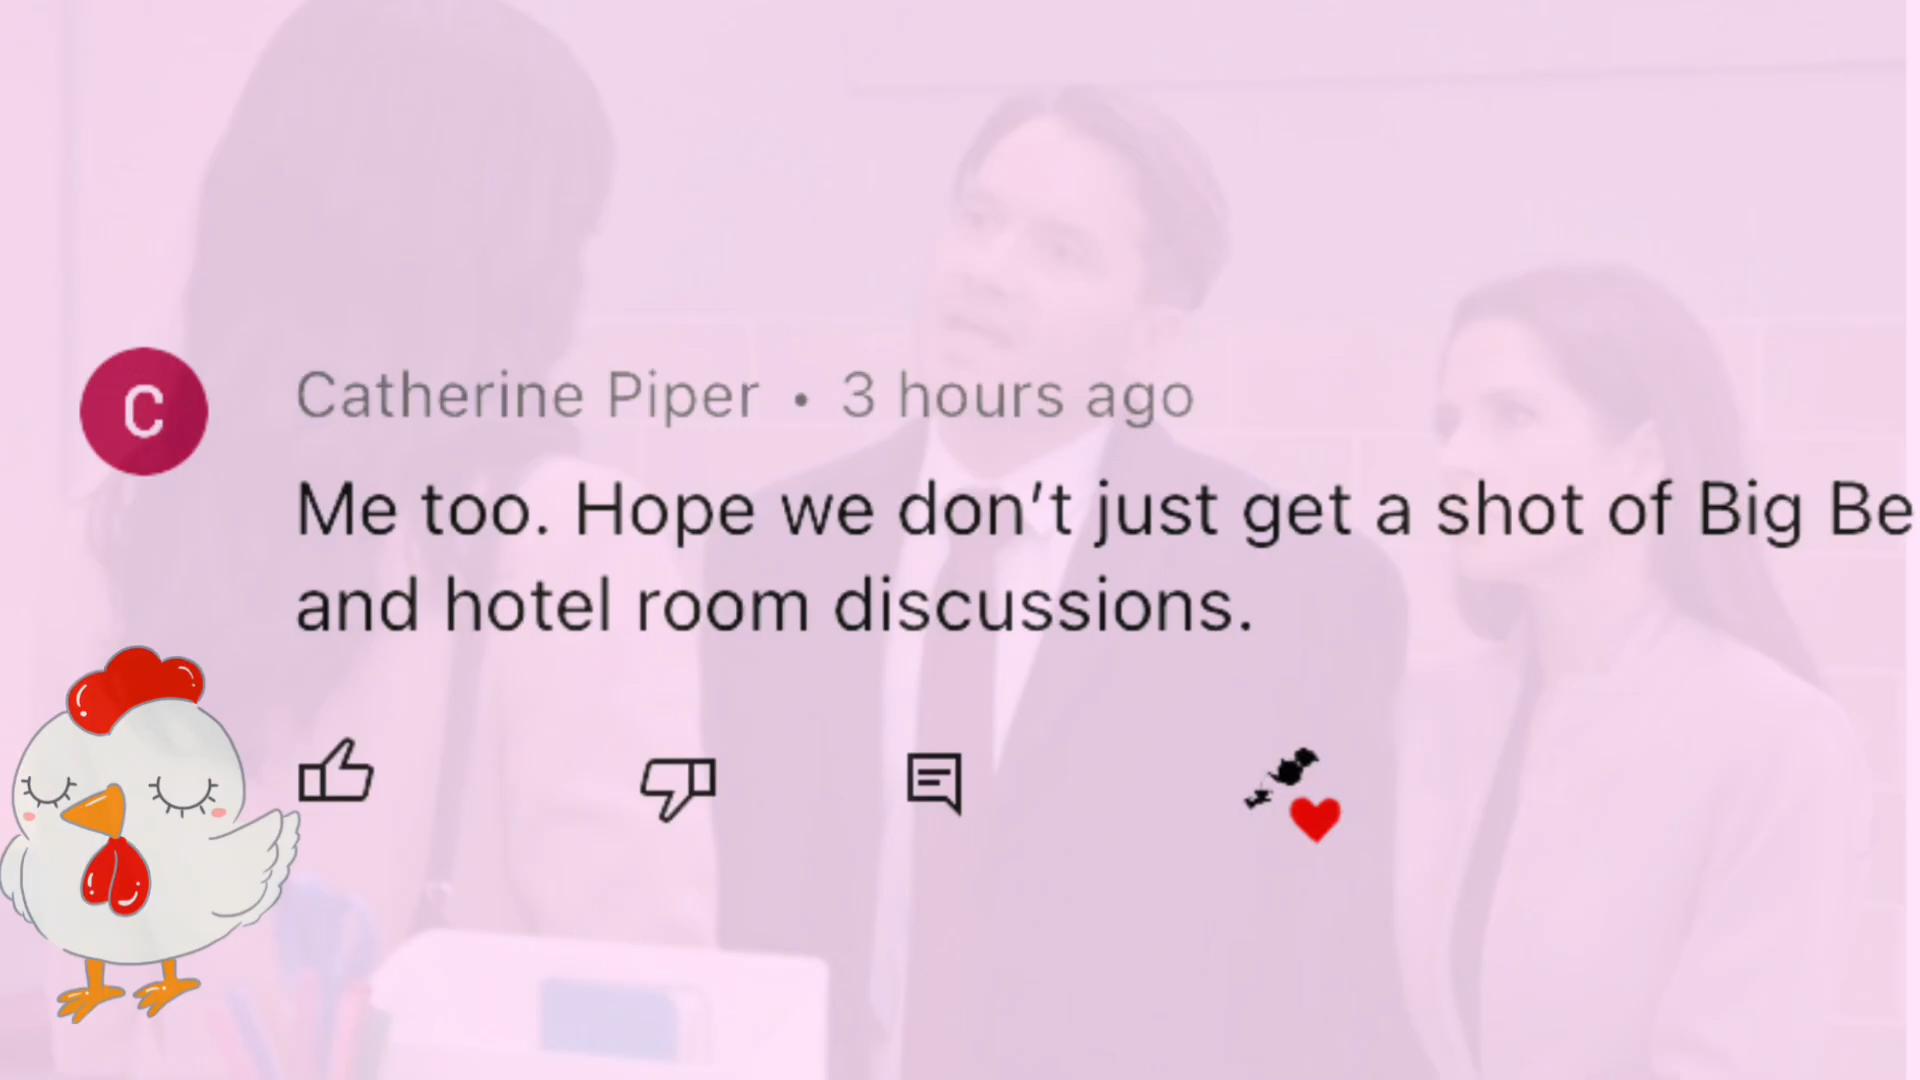 C
Catherine Piper • 3 hours ago
Me too. Hope we don't just get a shot of Big Be
and hotel room discussions.